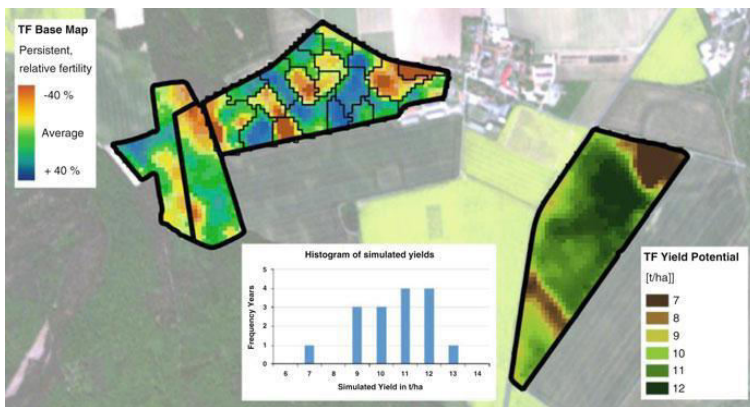 TF Base Map
Persistent,
relative fertility
-40 %
Average
+ 40 %
Histogram of simulated yields
Frequency Years
5
4
3
2
1
0
6 7 8 9 10 11 12 13 14
Simulated Yield in t/ha
TF Yield Potential
[t/ha]]
7
8
9
10
11
12